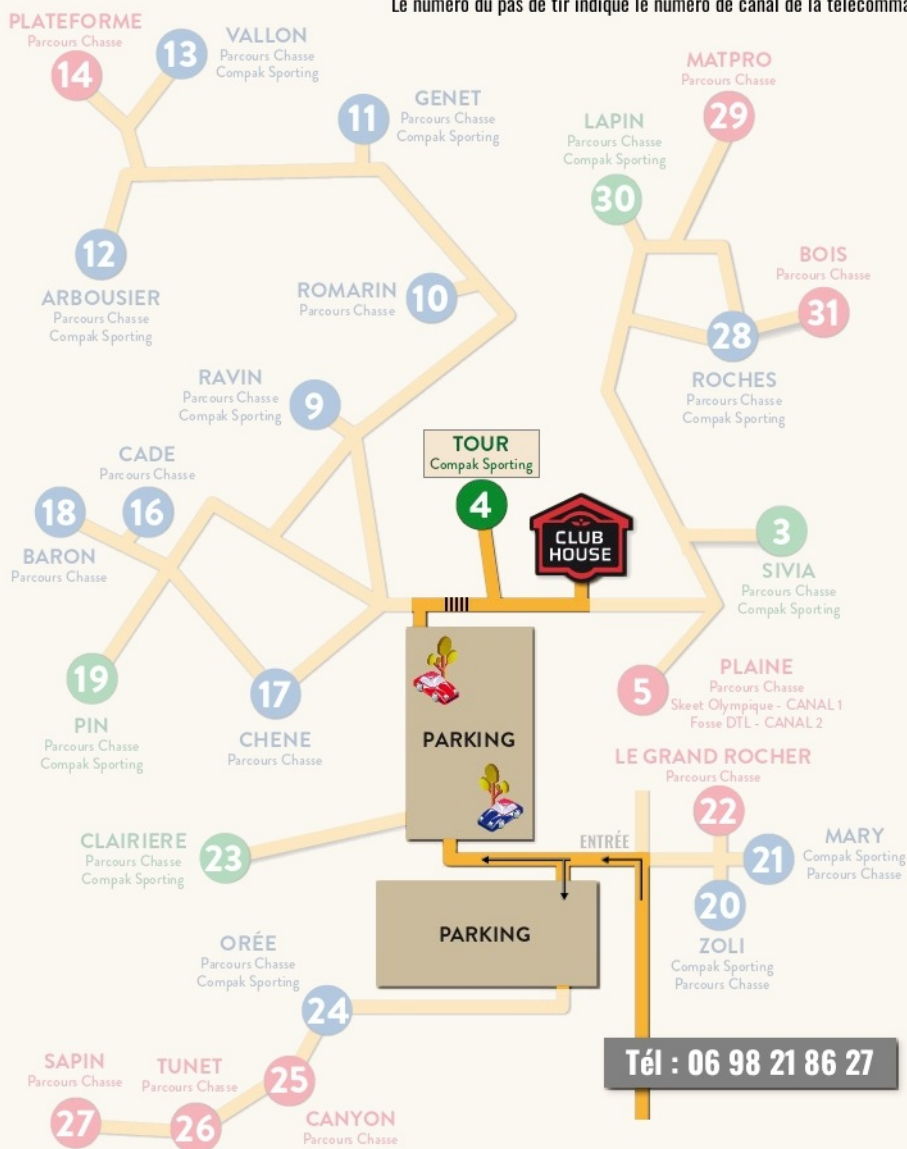 Le numéro du pas de tir indique le numéro de canal de la télécomma
PLATEFORME
Parcours Chasse
14
13
VALLON
Parcours Chasse
Compak Sporting
11
GENET
Parcours Chasse
Compak Sporting
MATPRO
Parcours Chasse
29
LAPIN
Parcours Chasse
Compak Sporting
30
12
ARBOUSIER
Parcours Chasse
Compak Sporting
ROMARIN
Parcours Chasse
10
BOIS
Parcours Chasse
31
28
ROCHES
Parcours Chasse
Compak Sporting
RAVIN
Parcours Chasse
Compak Sporting
9
TOUR
Compak Sporting
4
CLUB
HOUSE
CADE
Parcours Chasse
16
18
BARON
Parcours Chasse
3
SIVIA
Parcours Chasse
Compak Sporting
19
PIN
Parcours Chasse
Compak Sporting
17
CHENE
Parcours Chasse
5
PLAINE
Parcours Chasse
Skeet Olympique - CANAL 1
Fosse DTL - CANAL 2
PARKING
LE GRAND ROCHER
Parcours Chasse
22
CLAIRIERE
Parcours Chasse
Compak Sporting
23
ENTRÉE
21
MARY
Compak Sporting
Parcours Chasse
20
ZOLI
Compak Sporting
Parcours Chasse
PARKING
ORÉE
Parcours Chasse
Compak Sporting
24
Tél : 06 98 21 86 27
SAPIN
Parcours Chasse
27
TUNET
Parcours Chasse
26
25
CANYON
Parcours Chasse